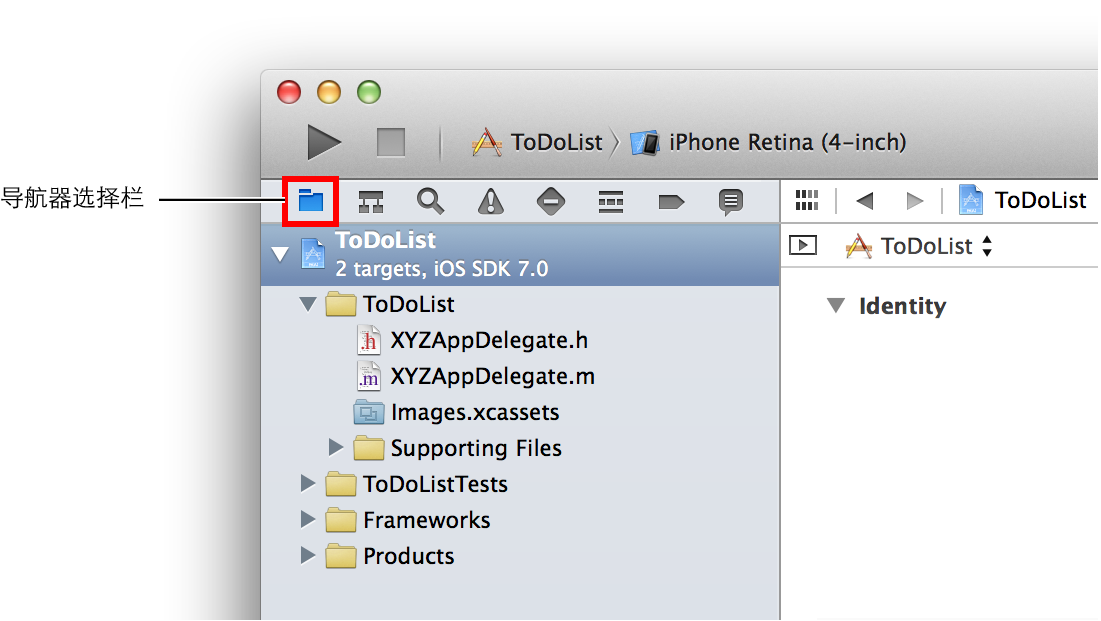 ToDoList
iPhone Retina (4-inch)
导航器选择栏
ToDoList
ToDoList
2 targets, iOS SDK 7.0
ToDoList
Identity
ToDoList
XYZAppDelegate.h
XYZAppDelegate.m
Images.xcassets
Supporting Files
ToDoListTests
Frameworks
Products